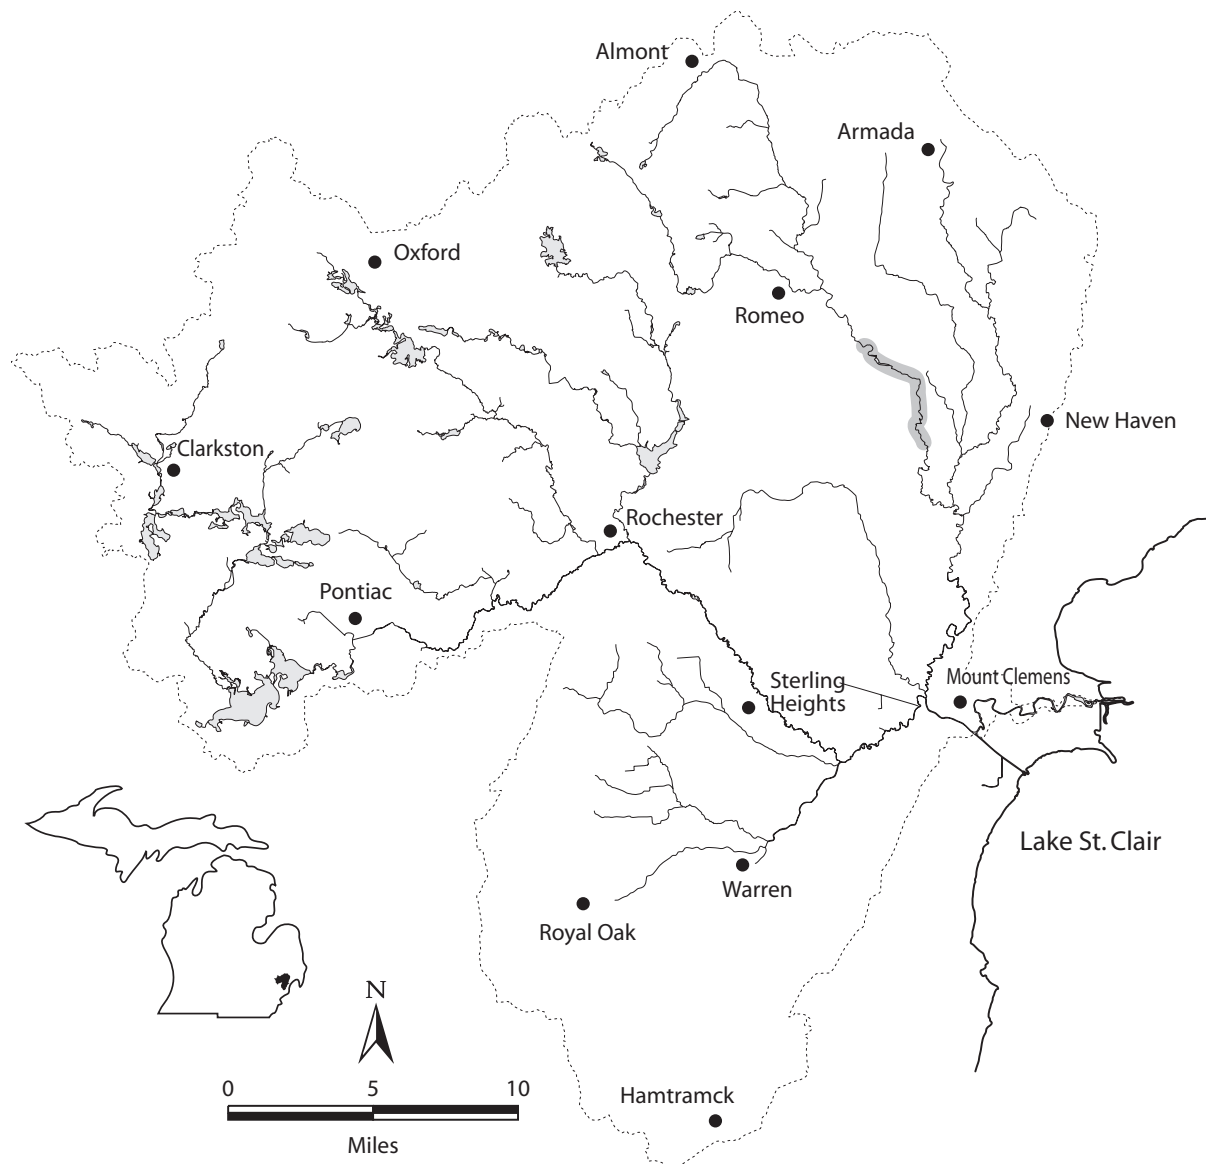 Almont
Armada
Oxford
Romeo
New Haven
Clarkston
Rochester
Pontiac
Sterling
Heights
Mount Clemens
Lake St. Clair
Warren
Royal Oak
N
0 5 10
Miles
Hamtramck